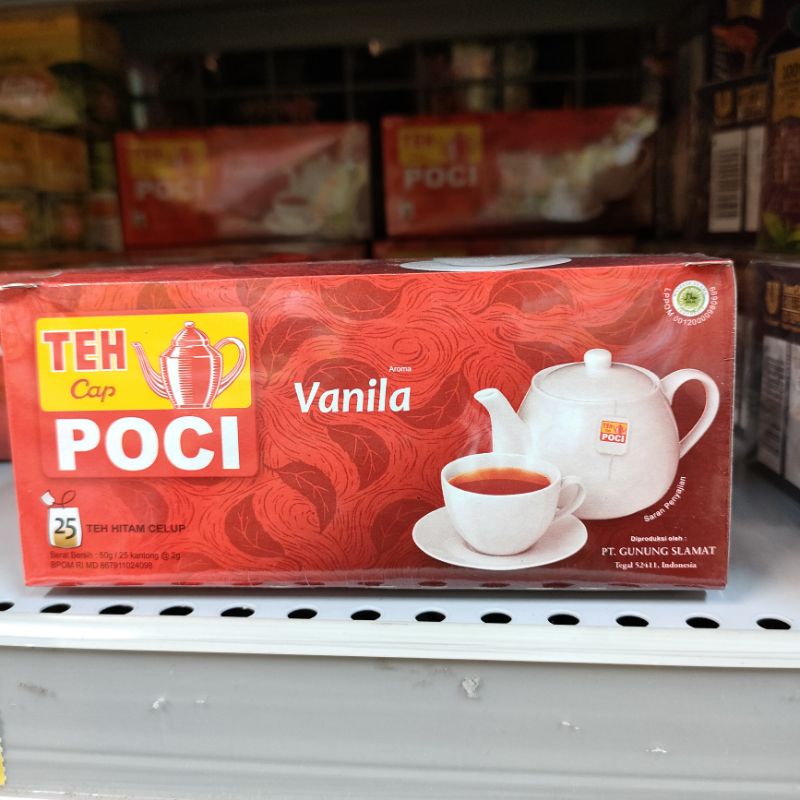 TEH
POCI
TEH
POCI
TEH
Cap
POCI
Aroma
Vanila
TEH
POCI
Saran Penyajian
25
TEH HITAM CELUP
Berat Bersih : 50g / 25 kantong @ 2g
BPOM RI MD 867911024098
Diproduksi oleh :
PT. GUNUNG SLAMAT
Tegal 52411, Indonesia